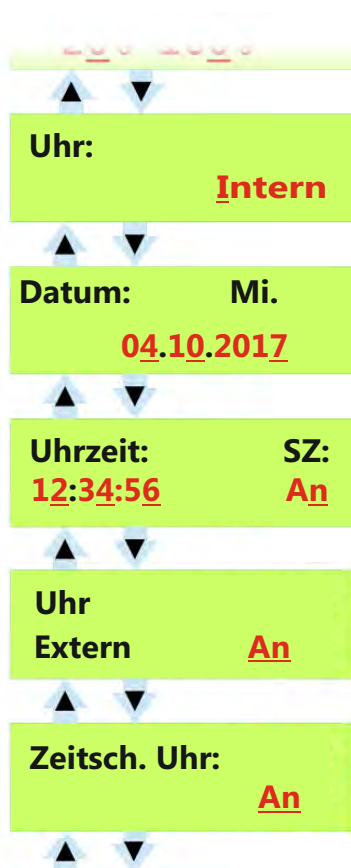 Uhr:
Intern
Datum: Mi.
04.10.2017
Uhrzeit: SZ:
12:34:56 An
Uhr
Extern An
Zeitsch. Uhr:
An